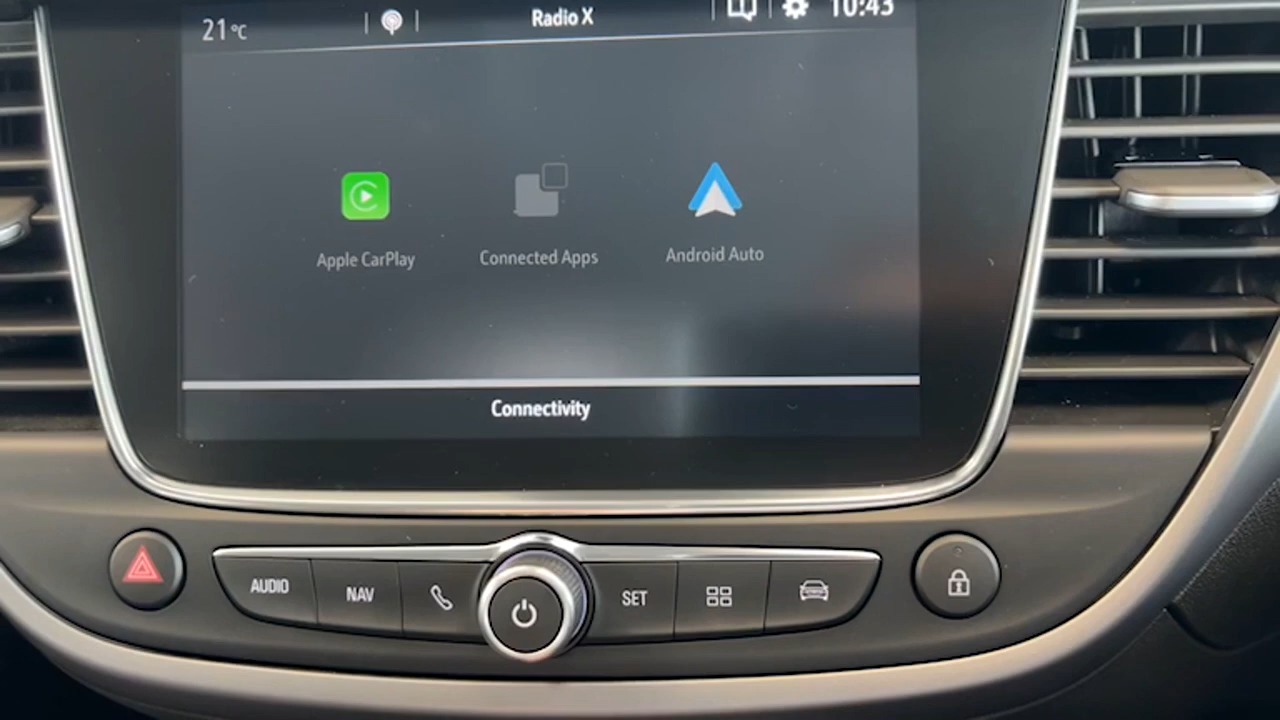 21°C
Radio X
10:43
Apple CarPlay
Connected Apps
Android Auto
Connectivity
AUDIO
NAV
SET